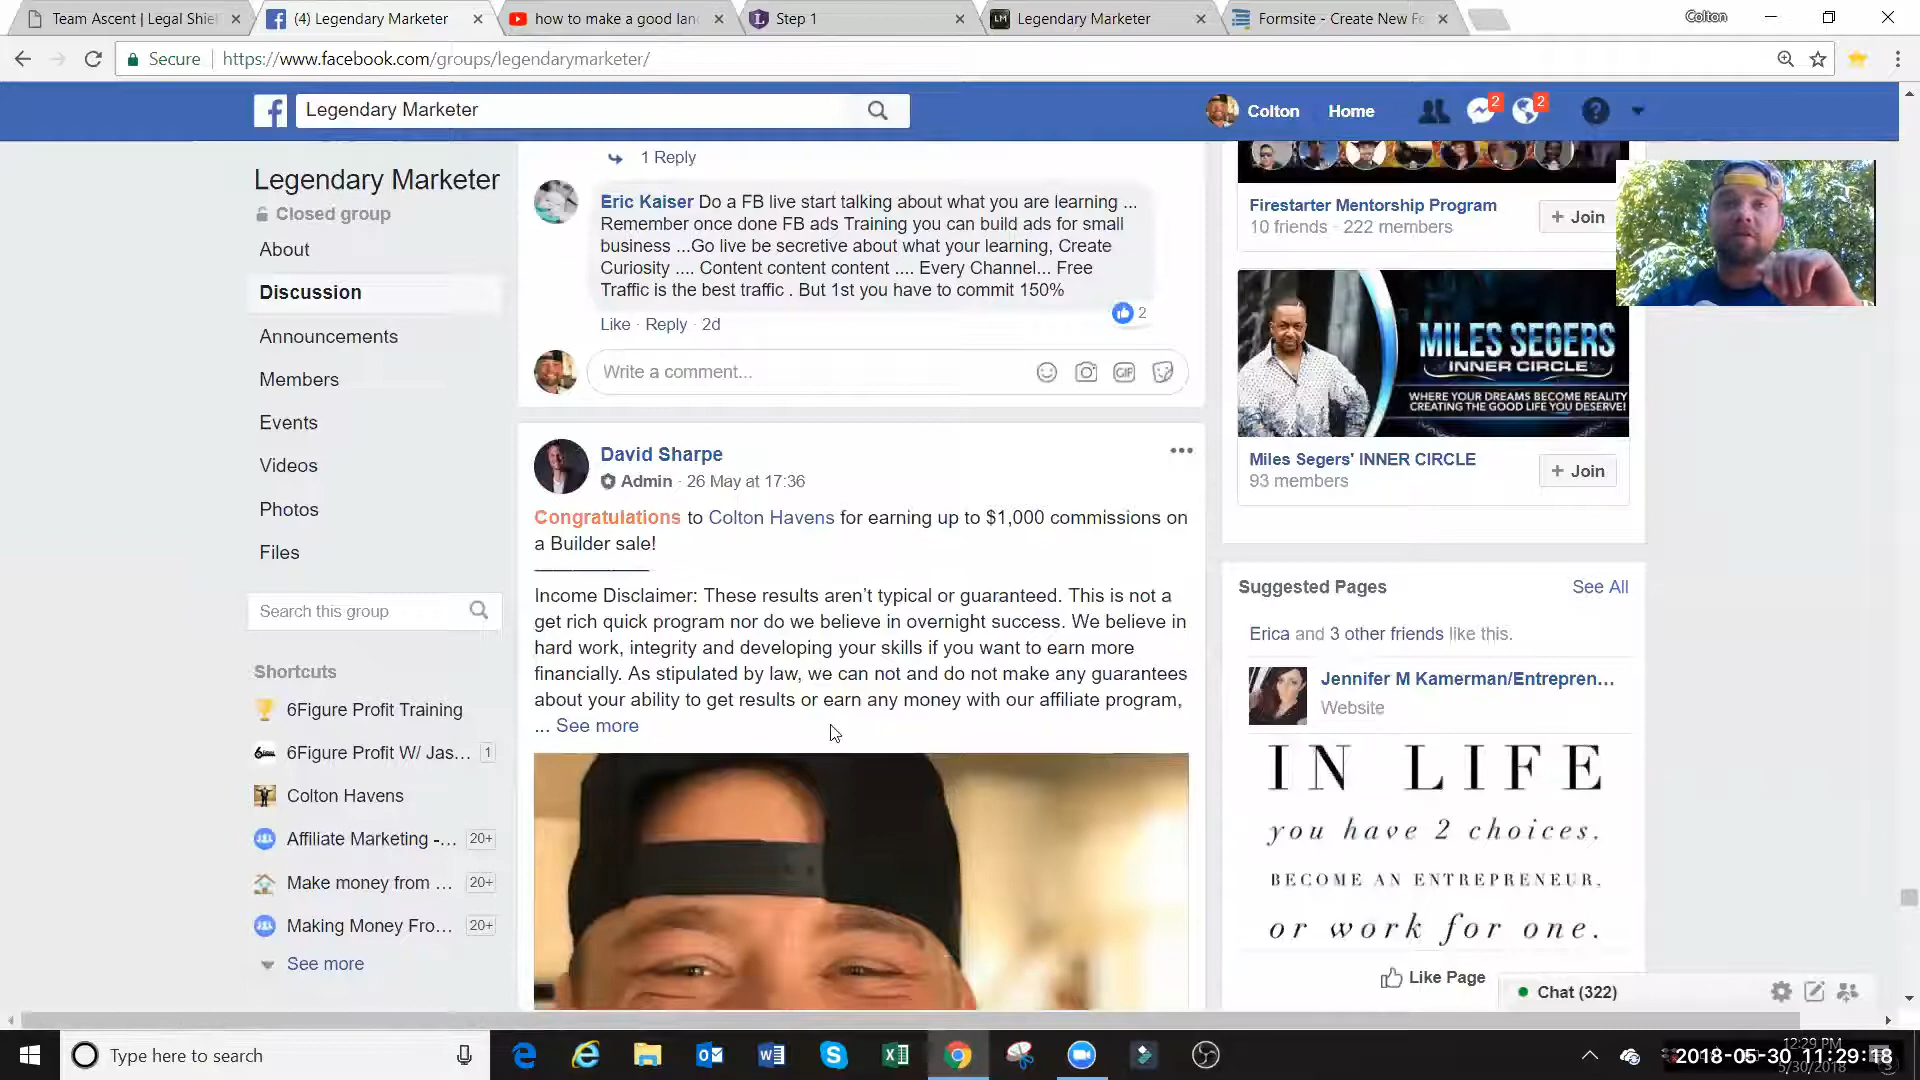 Team Ascent | Legal Shie
(4) Legendary Marketer
how to make a good lan
Step 1
Legendary Marketer
Formsite - Create New Fo
Colton
Secure
https://www.facebook.com/groups/legendarymarketer/
Legendary Marketer
Colton
Home
2
2
Legendary Marketer
Closed group
About
Discussion
Announcements
Members
Events
Videos
Photos
Files
Search this group
Shortcuts
6Figure Profit Training
6Figure Profit W/ Jas... 1
Colton Havens
Affiliate Marketing -... 20+
Make money from ... 20+
Making Money Fro... 20+
See more
1 Reply
Eric Kaiser Do a FB live start talking about what you are learning ...
Remember once done FB ads Training you can build ads for small
business ...Go live be secretive about what your learning, Create
Curiosity .... Content content content .... Every Channel... Free
Traffic is the best traffic . But 1st you have to commit 150%
2
Like · Reply · 2d
Write a comment...
GIF
David Sharpe
Admin · 26 May at 17:36
Congratulations to Colton Havens for earning up to $1,000 commissions on
a Builder sale!
Income Disclaimer: These results aren't typical or guaranteed. This is not a
get rich quick program nor do we believe in overnight success. We believe in
hard work, integrity and developing your skills if you want to earn more
financially. As stipulated by law, we can not and do not make any guarantees
about your ability to get results or earn any money with our affiliate program,
... See more
Firestarter Mentorship Program
10 friends · 222 members
+ Join
MILES SEGERS
INNER CIRCLE
WHERE YOUR DREAMS BECOME REALITY
CREATING THE GOOD LIFE YOU DESERVE!
Miles Segers' INNER CIRCLE
93 members
+ Join
Suggested Pages
See All
Erica and 3 other friends like this.
Jennifer M Kamerman/Entrepren...
Website
IN LIFE
you have 2 choices.
BECOME AN ENTREPRENEUR,
or work for one.
Like Page
Chat (322)
Type here to search
12:29 PM
5/30/2018
2018-05-30 11:29:18